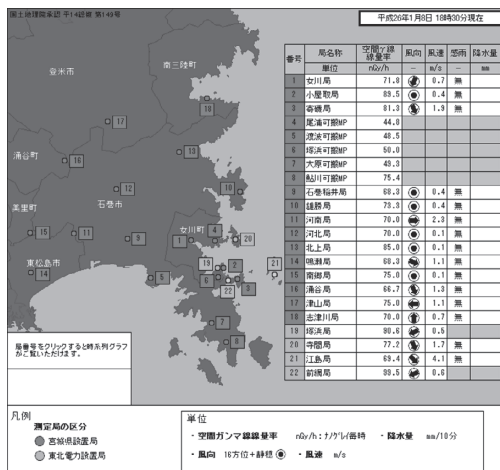 国土地理院承認 平14総複 第149号
平成26年1月8日 18時30分現在
登米市
南三陸町
涌谷町
石巻市
美里町
女川町
東松島市
局番号をクリックすると時系列グラフ
がご覧いただけます。
番号 局名称 空間γ線線量率 風向 風速 感雨 降水量
単位 nGy/h − m/s − mm
1 女川局 71.8 0.7 無
2 小屋取局 89.5 0.4 無
3 寄磯局 81.3 1.9 無
4 尾浦可搬MP 44.8
5 渡波可搬MP 48.5
6 塚浜可搬MP 50.0
7 大原可搬MP 49.3
8 鮎川可搬MP 75.4
9 石巻稲井局 68.3 0.4 無
10 雄勝局 73.3 0.4 無
11 河南局 70.0 2.3 無
12 河北局 70.0 0.1 無
13 北上局 85.0 0.1 無
14 鳴瀬局 68.3 1.1 無
15 南郷局 75.0 0.1 無
16 涌谷局 66.7 1.3 無
17 津山局 75.0 1.1 無
18 志津川局 70.0 0.7 無
19 塚浜局 90.6 0.5
20 寺間局 77.2 1.7 無
21 江島局 69.4 4.1 無
22 前網局 99.5 0.6
凡例
測定局の区分
宮城県設置局
東北電力設置局
単位
・空間ガンマ線線量率 nGy/h：ナノグレイ毎時 ・降水量 mm/10分
・風向 16方位＋静穏 ・風速 m/s